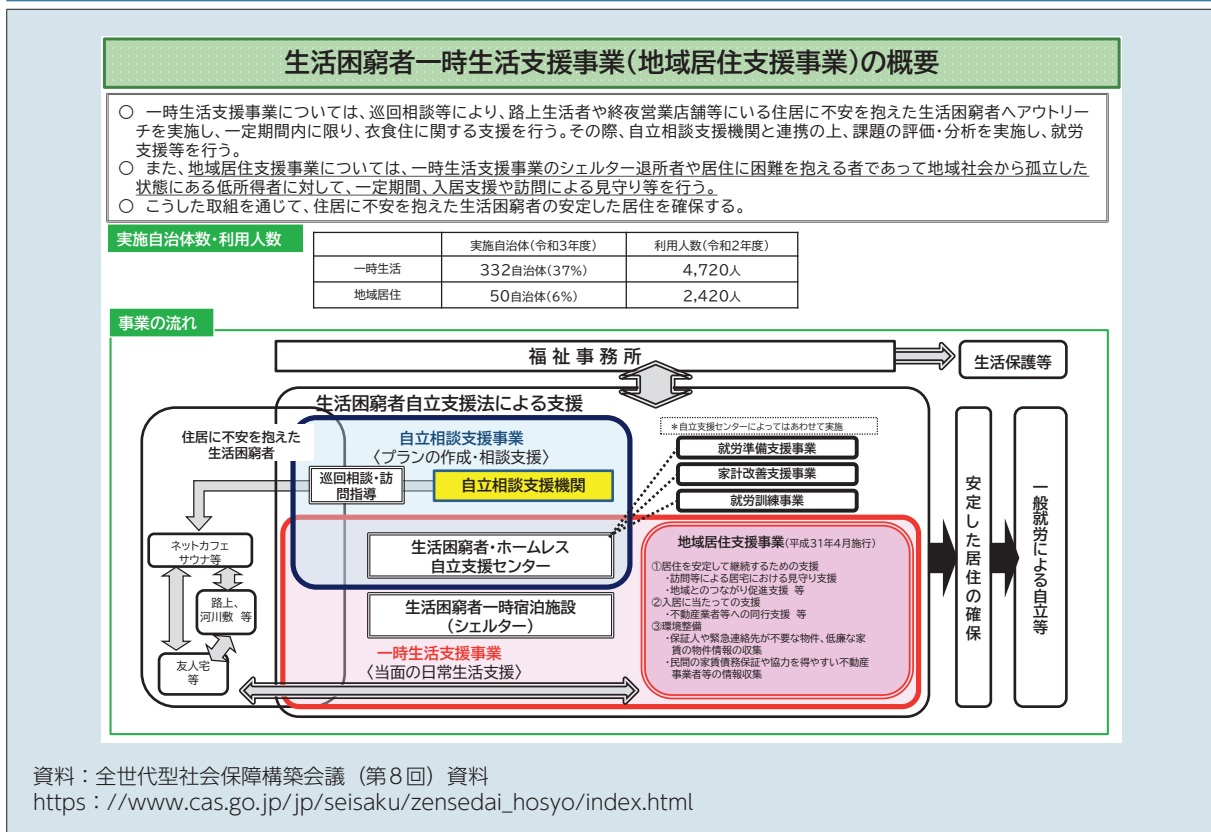 生活困窮者一時生活支援事業(地域居住支援事業)の概要
○ 一時生活支援事業については、巡回相談等により、路上生活者や終夜営業店舗等にいる住居に不安を抱えた生活困窮者へアウトリー
チを実施し、一定期間内に限り、衣食住に関する支援を行う。その際、自立相談支援機関と連携の上、課題の評価・分析を実施し、就労
支援等を行う。
○ また、地域居住支援事業については、一時生活支援事業のシェルター退所者や居住に困難を抱える者であって地域社会から孤立した
状態にある低所得者に対して、一定期間、入居支援や訪問による見守り等を行う。
○ こうした取組を通じて、住居に不安を抱えた生活困窮者の安定した居住を確保する。
実施自治体数・利用人数
実施自治体(令和3年度) 利用人数(令和2年度)
一時生活 332自治体(37%) 4,720人
地域居住 50自治体(6%) 2,420人
事業の流れ
福祉事務所
生活保護等
生活困窮者自立支援法による支援
住居に不安を抱えた
生活困窮者
自立相談支援事業
〈プランの作成・相談支援〉
巡回相談・訪
問指導
自立相談支援機関
*自立支援センターによってはあわせて実施
就労準備支援事業
家計改善支援事業
就労訓練事業
ネットカフェ
サウナ等
路上、
河川敷 等
友人宅
等
生活困窮者・ホームレス
自立支援センター
生活困窮者一時宿泊施設
(シェルター)
一時生活支援事業
〈当面の日常生活支援〉
地域居住支援事業(平成31年4月施行)
①居住を安定して継続するための支援
・訪問等による居宅における見守り支援
・地域とのつながり促進支援 等
②入居に当たっての支援
・不動産業者等への同行支援 等
③環境整備
・保証人や緊急連絡先が不要な物件、低廉な家
賃の物件情報の収集
・民間の家賃債務保証や協力を得やすい不動産
事業者等の情報収集
安定した居住の確保
一般就労による自立等
資料：全世代型社会保障構築会議（第8回）資料
https：//www.cas.go.jp/jp/seisaku/zensedai_hosyo/index.html